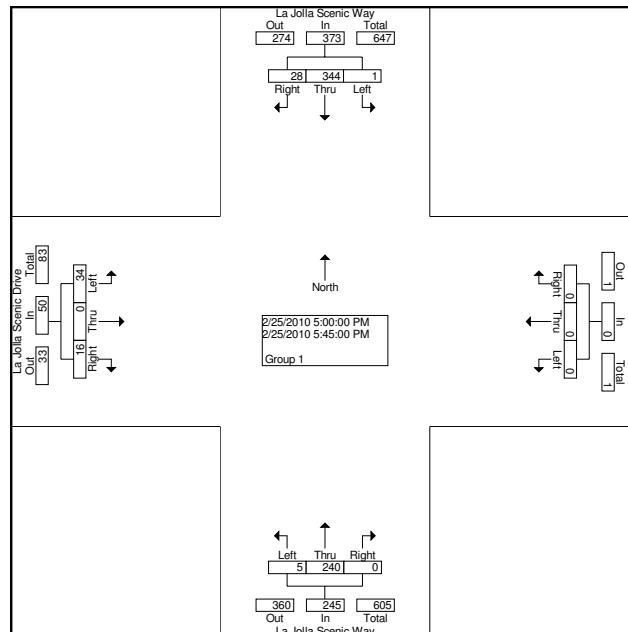 La Jolla Scenic Way
Out In Total
274 373 647
28 344 1
Right Thru Left
La Jolla Scenic Drive
Total In Out
83 50 33
34 0 16
Left Thru Right
North
2/25/2010 5:00:00 PM
2/25/2010 5:45:00 PM
Group 1
Right Thru Left
0 0 0
Out In Total
1 0 1
Left Thru Right
5 240 0
360 245 605
Out In Total
La Jolla Scenic Way